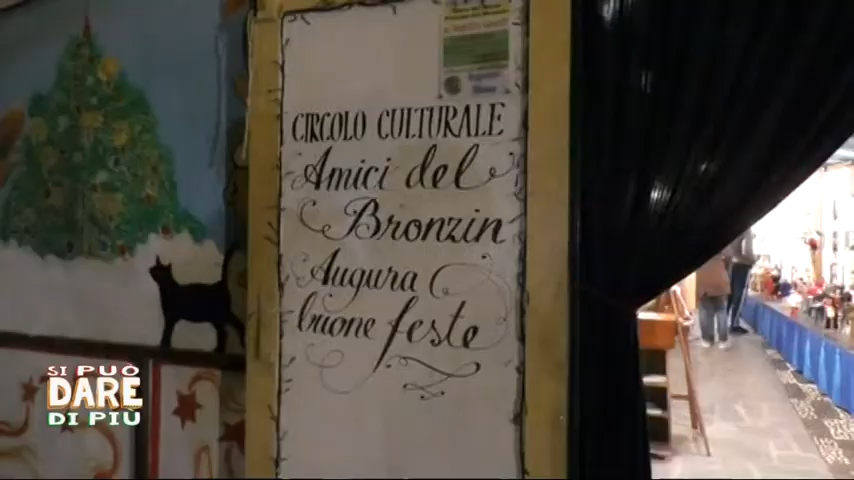 CIRCOLO CULTURALE
Amici del
Bronzin
Augura
buone feste
SI PUO
DARE
DI PIU